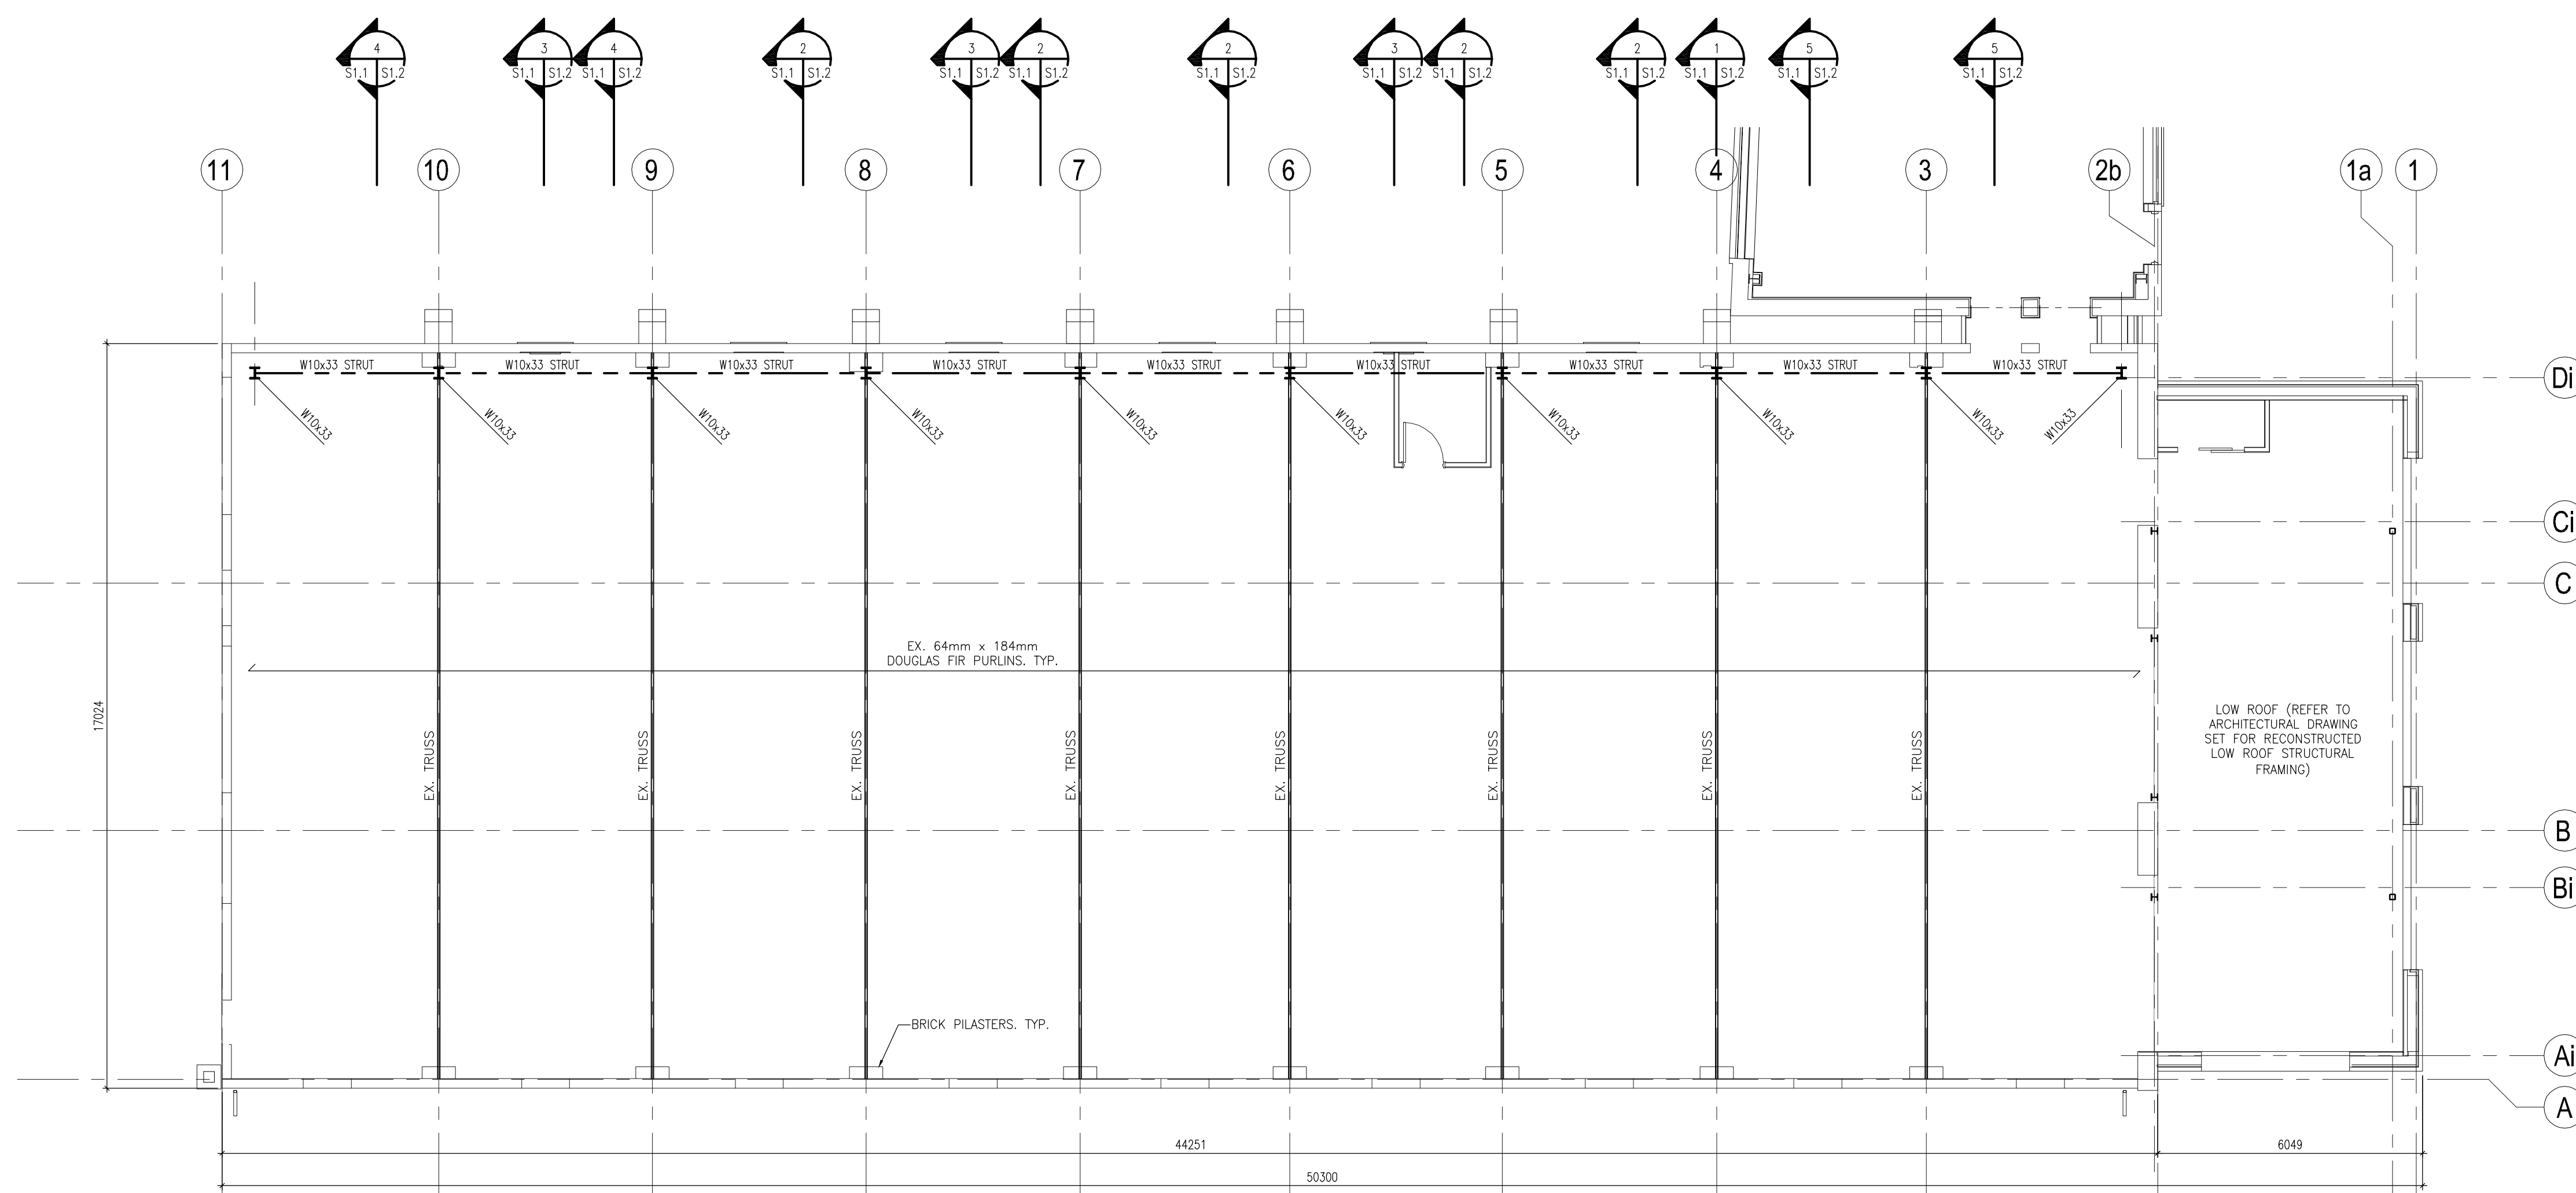 4 3 4 2 3 2 2 3 2 2 1 5 5
S1.1 S1.2 S1.1 S1.2 S1.1 S1.2 S1.1 S1.2 S1.1 S1.2 S1.1 S1.2 S1.1 S1.2 S1.1 S1.2 S1.1 S1.2 S1.1 S1.2 S1.1 S1.2 S1.1 S1.2 S1.1 S1.2
11 10 9 8 7 6 5 4 3 2b 1a 1
W10x33 STRUT W10x33 STRUT W10x33 STRUT W10x33 STRUT W10x33 STRUT W10x33 STRUT W10x33 STRUT W10x33 STRUT W10x33 STRUT
Di
W10x33 W10x33 W10x33 W10x33 W10x33 W10x33 W10x33 W10x33 W10x33 W10x33
Ci
C
EX. 64mm x 184mm
DOUGLAS FIR PURLINS. TYP.
17024
EX. TRUSS EX. TRUSS EX. TRUSS EX. TRUSS EX. TRUSS EX. TRUSS EX. TRUSS EX. TRUSS
LOW ROOF (REFER TO
ARCHITECTURAL DRAWING
SET FOR RECONSTRUCTED
LOW ROOF STRUCTURAL
FRAMING)
B
Bi
BRICK PILASTERS. TYP.
Ai
A
44251 6049
50300